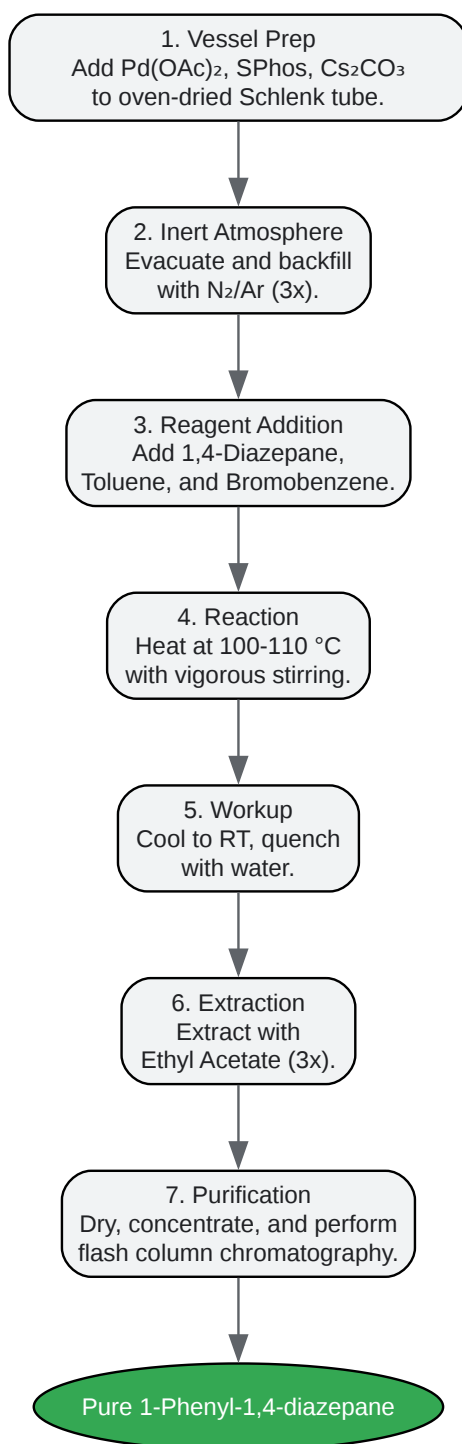 1. Vessel Prep
Add Pd(OAc)₂, SPhos, Cs₂CO₃
to oven-dried Schlenk tube.
2. Inert Atmosphere
Evacuate and backfill
with N₂/Ar (3x).
3. Reagent Addition
Add 1,4-Diazepane,
Toluene, and Bromobenzene.
4. Reaction
Heat at 100-110 °C
with vigorous stirring.
5. Workup
Cool to RT, quench
with water.
6. Extraction
Extract with
Ethyl Acetate (3x).
7. Purification
Dry, concentrate, and perform
flash column chromatography.
Pure 1-Phenyl-1,4-diazepane